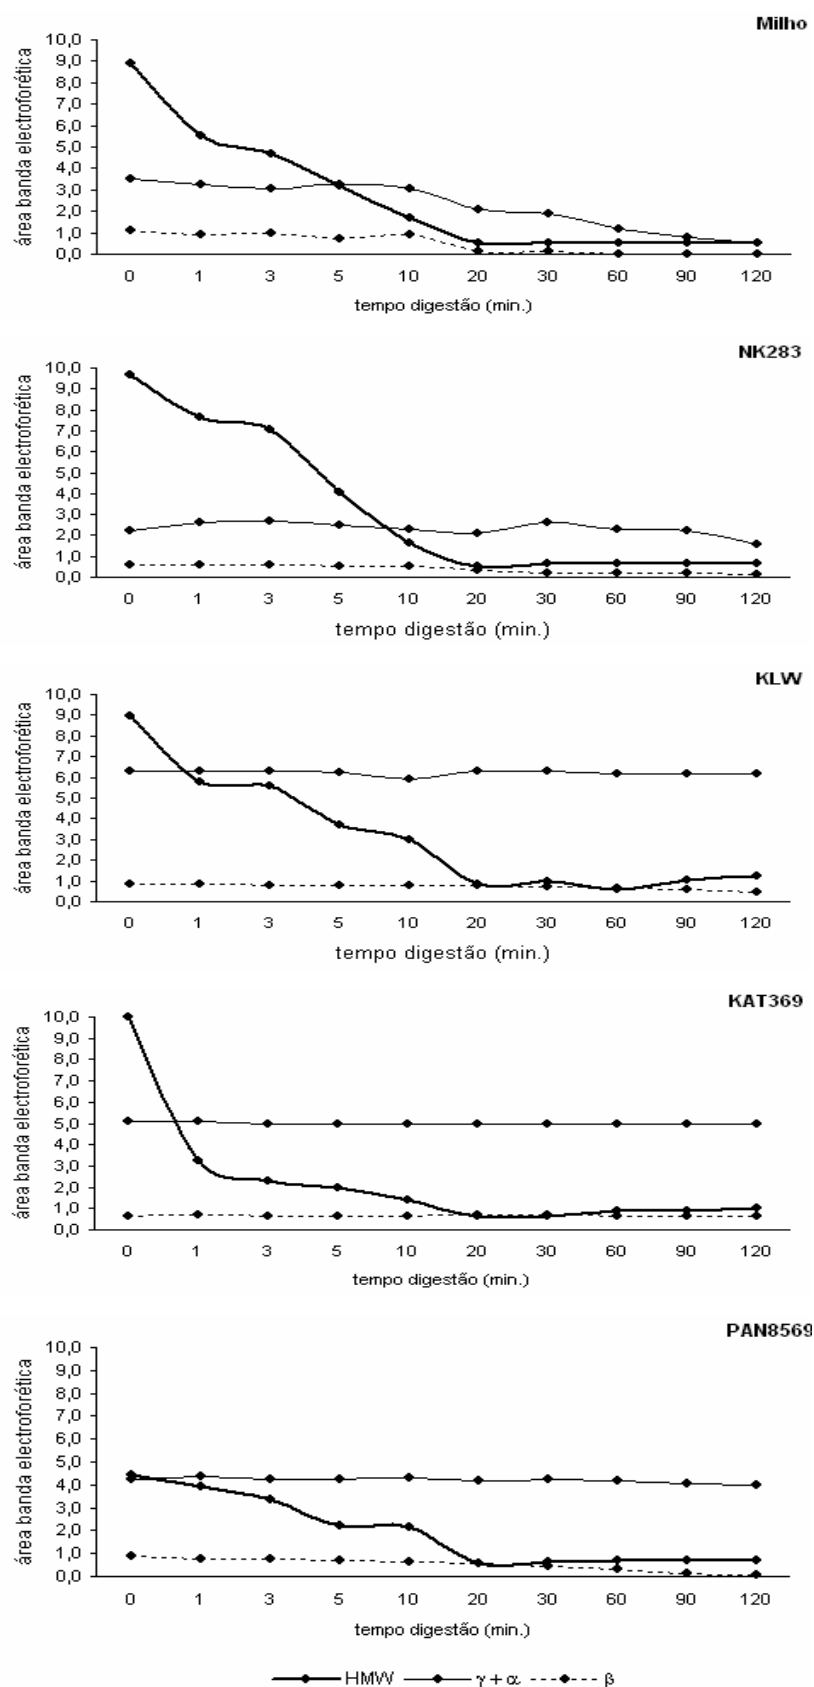 Milho
área banda electroforética
10,0
9,0
8,0
7,0
6,0
5,0
4,0
3,0
2,0
1,0
0,0
0 1 3 5 10 20 30 60 90 120
tempo digestão (min.)
NK283
área banda electroforética
10,0
9,0
8,0
7,0
6,0
5,0
4,0
3,0
2,0
1,0
0,0
0 1 3 5 10 20 30 60 90 120
tempo digestão (min.)
KLW
área banda electroforética
10,0
9,0
8,0
7,0
6,0
5,0
4,0
3,0
2,0
1,0
0,0
0 1 3 5 10 20 30 60 90 120
tempo digestão (min.)
KAT369
área banda electroforética
10,0
9,0
8,0
7,0
6,0
5,0
4,0
3,0
2,0
1,0
0,0
0 1 3 5 10 20 30 60 90 120
tempo digestão (min.)
PAN8569
área banda electroforética
10,0
9,0
8,0
7,0
6,0
5,0
4,0
3,0
2,0
1,0
0,0
0 1 3 5 10 20 30 60 90 120
tempo digestão (min.)
HMW γ + α β